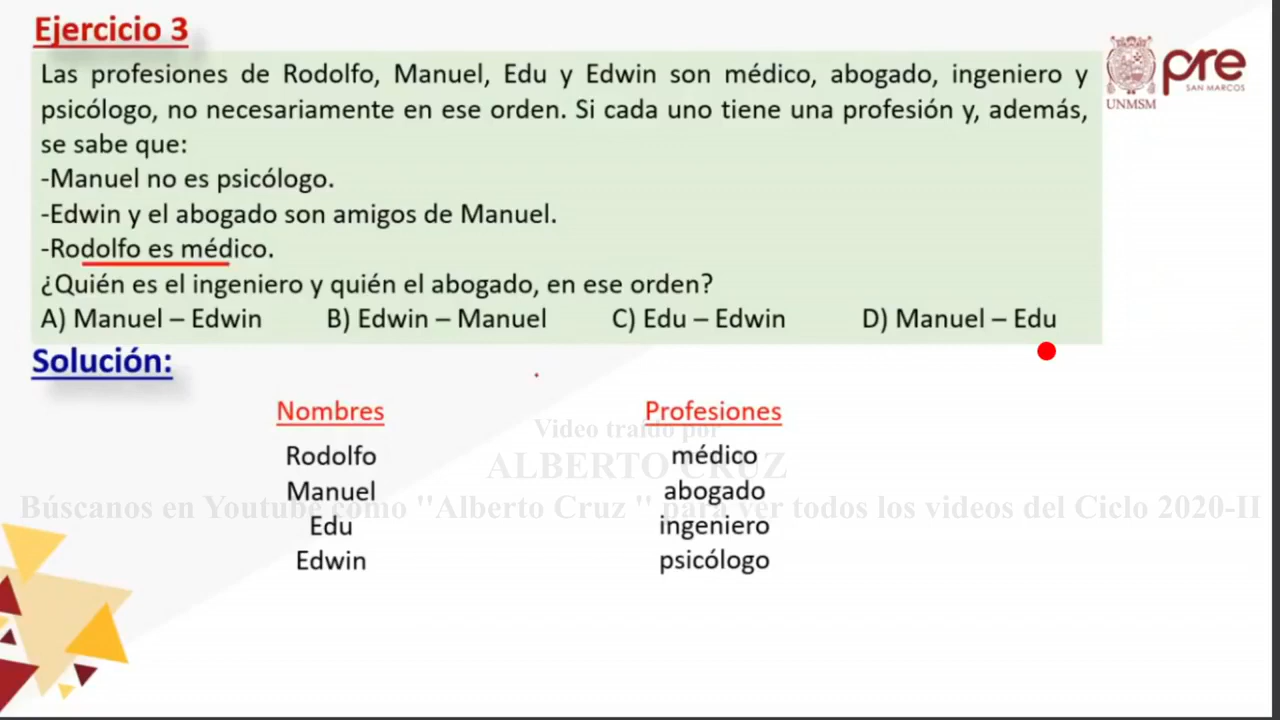 Ejercicio 3
Las profesiones de Rodolfo, Manuel, Edu y Edwin son médico, abogado, ingeniero y
psicólogo, no necesariamente en ese orden. Si cada uno tiene una profesión y, además,
se sabe que:
-Manuel no es psicólogo.
-Edwin y el abogado son amigos de Manuel.
-Rodolfo es médico.
¿Quién es el ingeniero y quién el abogado, en ese orden?
A) Manuel – Edwin B) Edwin – Manuel C) Edu – Edwin D) Manuel – Edu
UNMSM
pre
SAN MARCOS
Solución:
Nombres Profesiones
Video traído por
Rodolfo médico
ALBERTO CRUZ
Manuel abogado
Búscanos en Youtube como "Alberto Cruz " para ver todos los videos del Ciclo 2020-II
Edu ingeniero
Edwin psicólogo